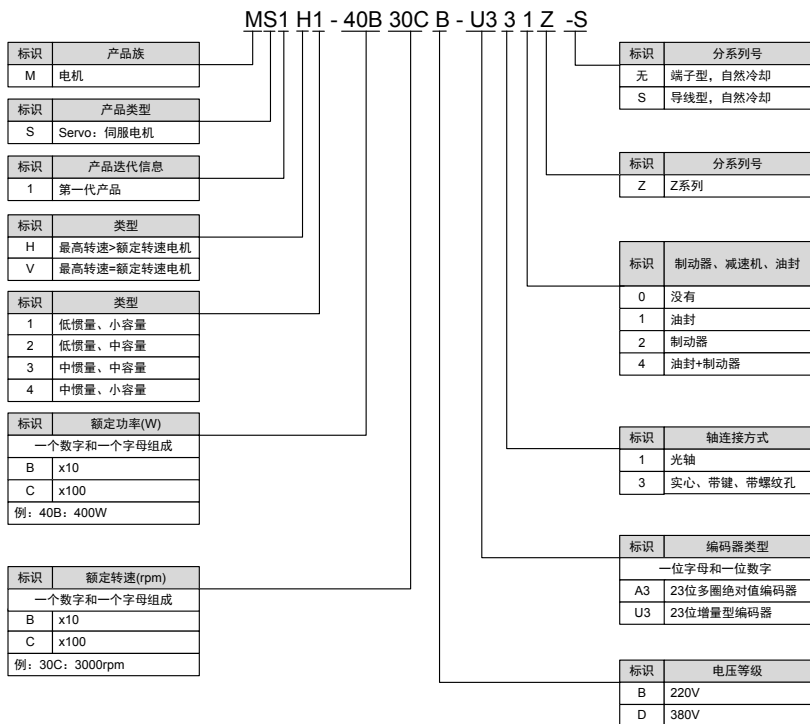 MS1 H1 - 40B 30C B - U3 3 1 Z -S
标识 产品族
M 电机
标识 产品类型
S Servo：伺服电机
标识 产品迭代信息
1 第一代产品
标识 类型
H 最高转速>额定转速电机
V 最高转速=额定转速电机
标识 类型
1 低惯量、小容量
2 低惯量、中容量
3 中惯量、中容量
4 中惯量、小容量
标识 额定功率(W)
一个数字和一个字母组成
B x10
C x100
例：40B：400W
标识 额定转速(rpm)
一个数字和一个字母组成
B x10
C x100
例：30C：3000rpm
标识 分系列号
无 端子型，自然冷却
S 导线型，自然冷却
标识 分系列号
Z Z系列
标识 制动器、减速机、油封
0 没有
1 油封
2 制动器
4 油封+制动器
标识 轴连接方式
1 光轴
3 实心、带键、带螺纹孔
标识 编码器类型
一位字母和一位数字
A3 23位多圈绝对值编码器
U3 23位增量型编码器
标识 电压等级
B 220V
D 380V